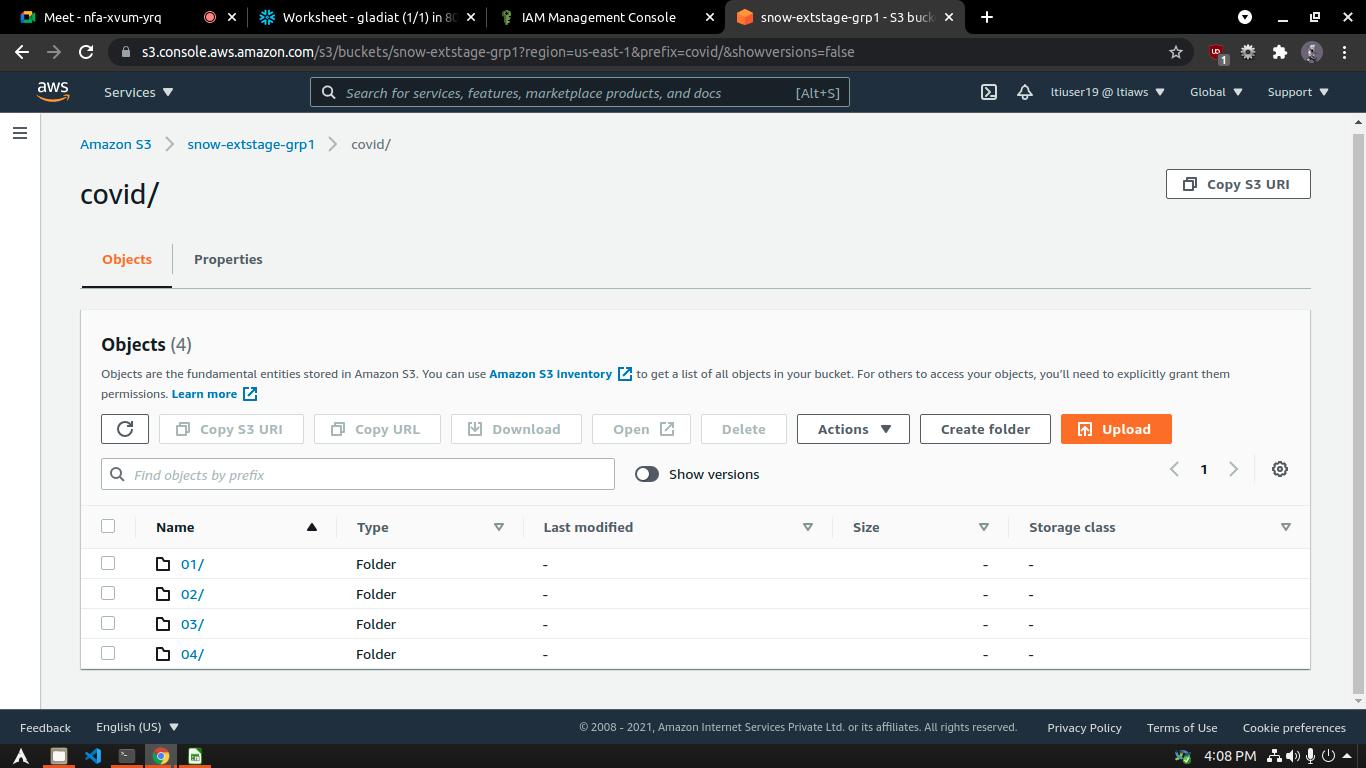 Meet - nfa-xvum-yrq
Worksheet - gladiat (1/1) in 80
IAM Management Console
snow-extstage-grp1 - S3 buck
s3.console.aws.amazon.com/s3/buckets/snow-extstage-grp1?region=us-east-1&prefix=covid/&showversions=false
1
aws
Services
Search for services, features, marketplace products, and docs
[Alt+S]
ltiuser19 @ ltiaws
Global
Support
Amazon S3
snow-extstage-grp1
covid/
covid/
Copy S3 URI
Objects
Properties
Objects (4)
Objects are the fundamental entities stored in Amazon S3. You can use Amazon S3 inventory to get a list of all objects in your bucket. For others to access your objects, you'll need to explicitly grant them
permissions. Learn more
Copy S3 URI
Copy URL
Download
Open
Delete
Actions
Create folder
Upload
Find objects by prefix
Show versions
1
Name
Type
Last modified
Size
Storage class
01/ Folder - - -
02/ Folder - - -
03/ Folder - - -
04/ Folder - - -
Feedback
English (US)
© 2008 - 2021, Amazon Internet Services Private Ltd. or its affiliates. All rights reserved.
Privacy Policy
Terms of Use
Cookie preferences
4:08 PM